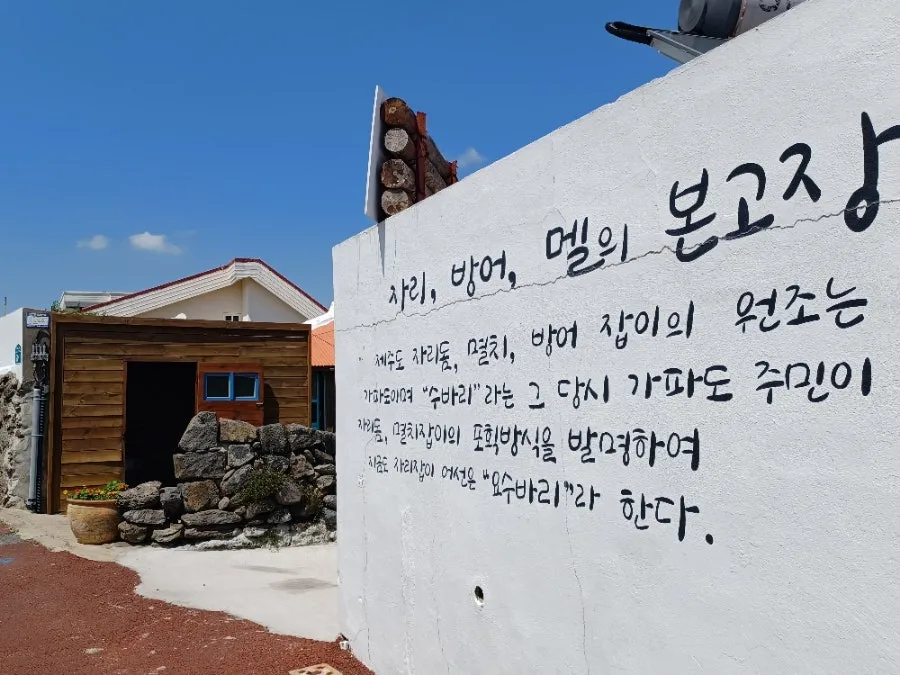 자리, 방어, 멜의 본고장
제주도 자리돔, 멸치, 방어 잡이의 원조는
가파도이며 "수바리"라는 그 당시 가파도 주민이
자리돔, 멸치잡이의 포획방식을 발명하여
지금도 자리잡이 어선은 "요수바리"라 한다.